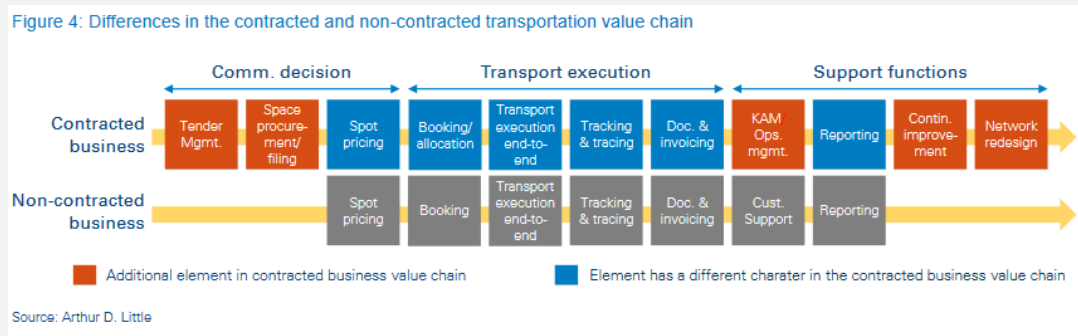 Figure 4: Differences in the contracted and non-contracted transportation value chain
Comm. decision
Transport execution
Support functions
Contracted
business
Tender
Mgmt.
Space
procure-
ment/
filing
Spot
pricing
Booking/
allocation
Transport
execution
end-to-
end
Tracking
& tracing
Doc. &
invoicing
KAM/
Ops.
mgmt.
Reporting
Contin.
improve-
ment
Network
redesign
Non-contracted
business
Spot
pricing
Booking
Transport
execution
end-to-
end
Tracking
& tracing
Doc. &
invoicing
Cust.
Support
Reporting
Additional element in contracted business value chain
Element has a different charater in the contracted business value chain
Source: Arthur D. Little